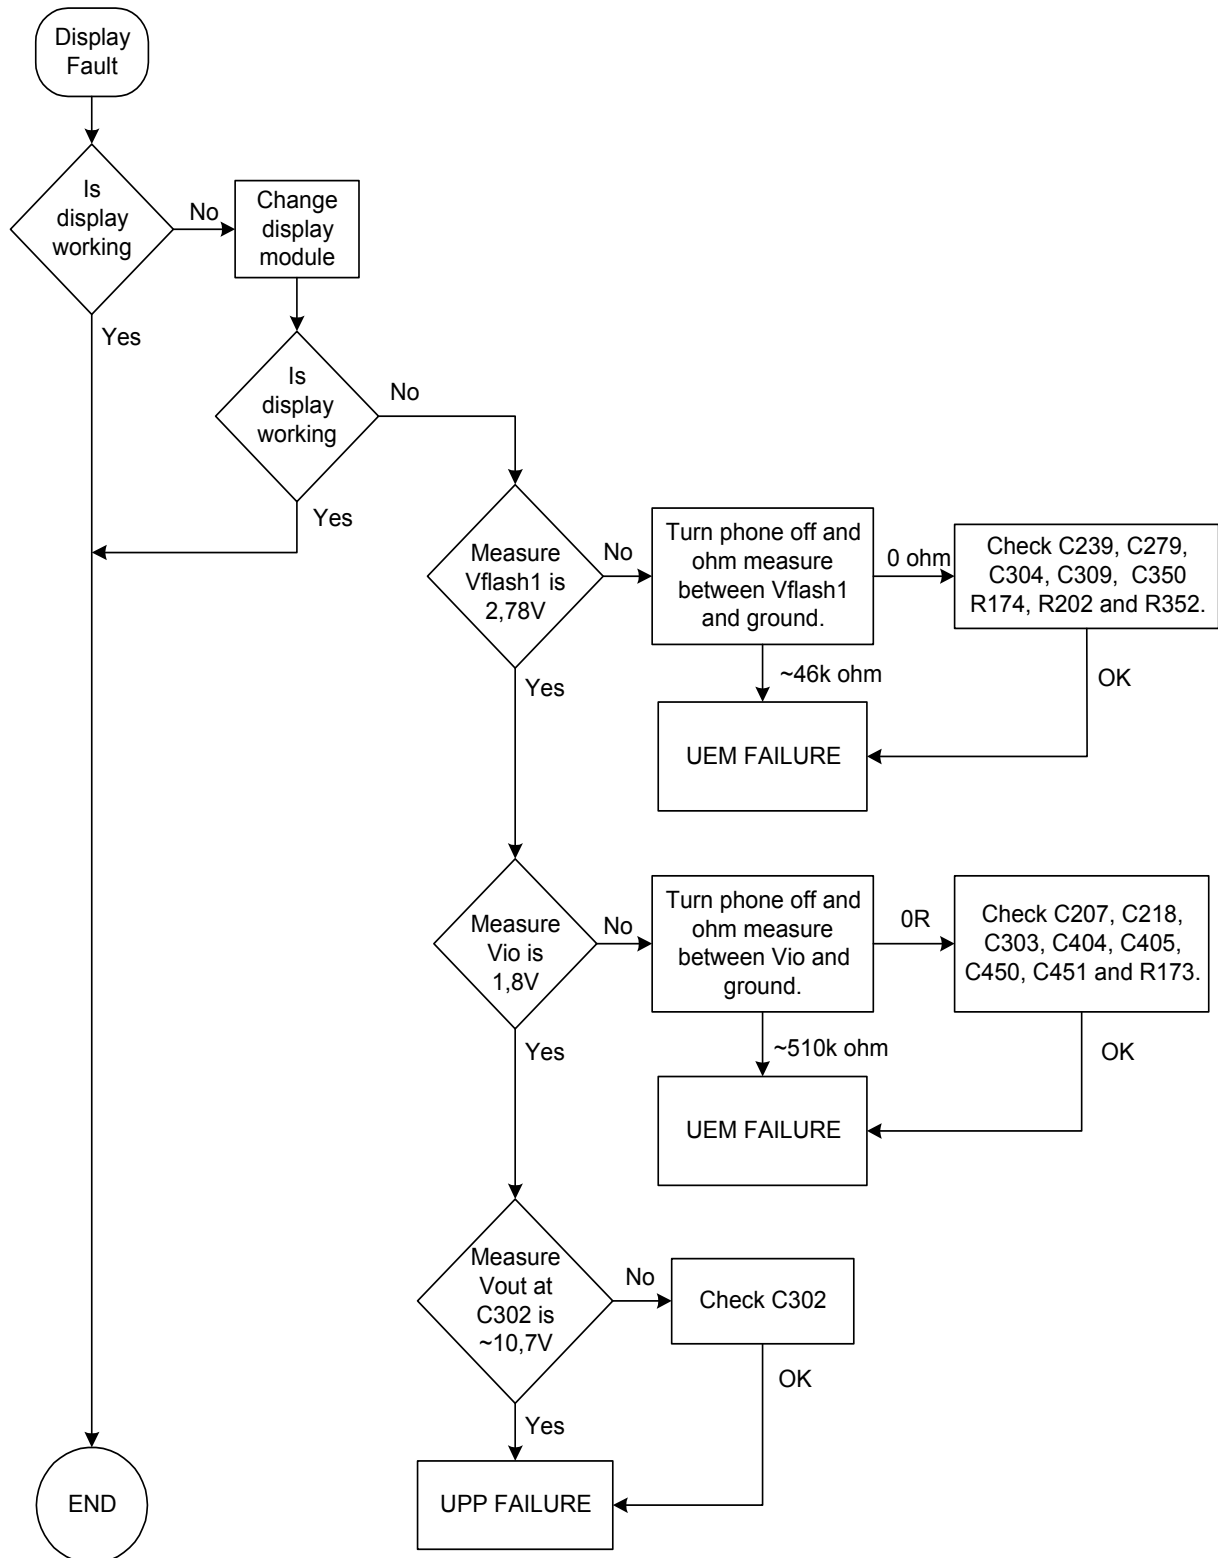 Display
Fault
Is
display
working
No
Change
display
module
Yes
Is
display
working
No
Yes
Measure
Vflash1 is
2,78V
No
Turn phone off and
ohm measure
between Vflash1
and ground.
0 ohm
Check C239, C279,
C304, C309, C350
R174, R202 and R352.
~46k ohm
OK
Yes
UEM FAILURE
Measure
Vio is
1,8V
No
Turn phone off and
ohm measure
between Vio and
ground.
0R
Check C207, C218,
C303, C404, C405,
C450, C451 and R173.
Yes
~510k ohm
OK
UEM FAILURE
Measure
Vout at
C302 is
~10,7V
No
Check C302
OK
Yes
END
UPP FAILURE